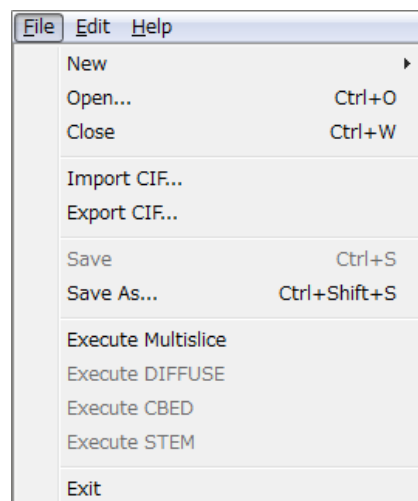 File Edit Help
New
Open... Ctrl+O
Close Ctrl+W
Import CIF...
Export CIF...
Save Ctrl+S
Save As... Ctrl+Shift+S
Execute Multislice
Execute DIFFUSE
Execute CBED
Execute STEM
Exit